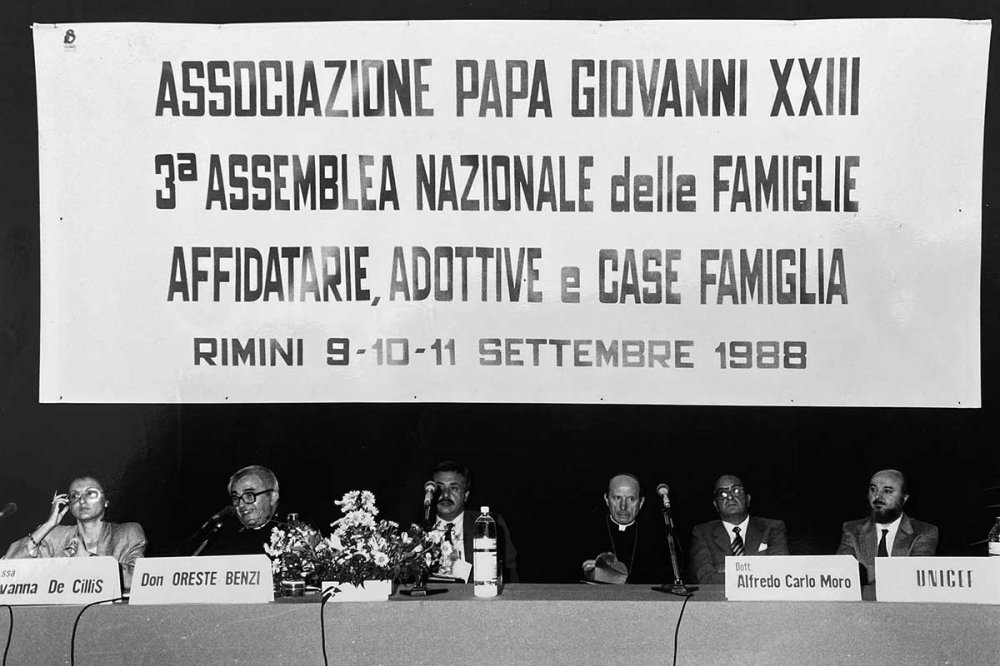 ASSOCIAZIONE PAPA GIOVANNI XXIII
3ª ASSEMBLEA NAZIONALE delle FAMIGLIE
AFFIDATARIE, ADOTTIVE e CASE FAMIGLIA
RIMINI 9-10-11 SETTEMBRE 1988
ssa
vanna De Cillis
Don ORESTE BENZI
Dott
Alfredo Carlo Moro
UNICEF